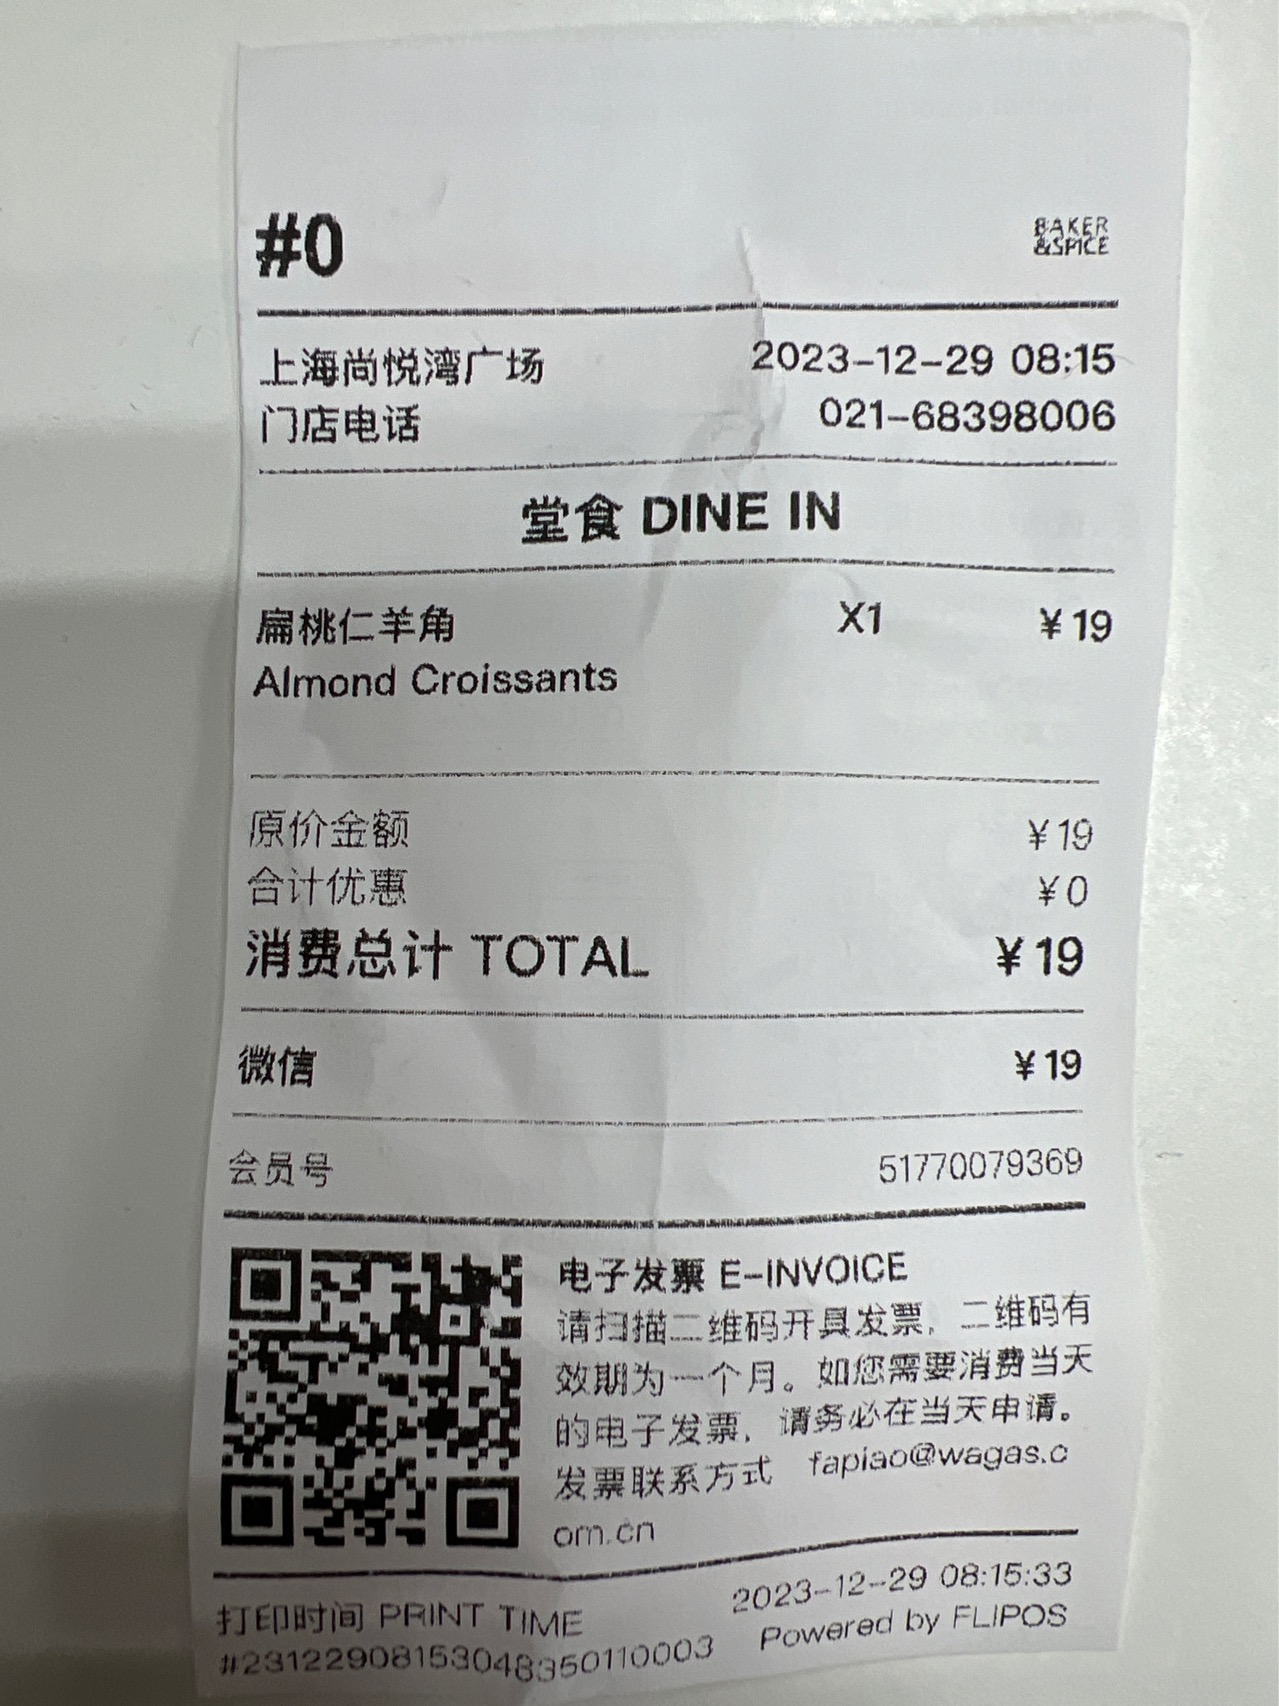 #0
BAKER
&SPICE
上海尚悦湾广场 2023-12-29 08:15
门店电话 021-68398006
堂食 DINE IN
扁桃仁羊角 X1 ¥19
Almond Croissants
原价金额 ¥19
合计优惠 ¥0
消费总计 TOTAL ¥19
微信 ¥19
会员号 51770079369
电子发票 E-INVOICE
请扫描二维码开具发票，二维码有
效期为一个月。如您需要消费当天
的电子发票，请务必在当天申请。
发票联系方式 fapiao@wagas.c
om.cn
打印时间 PRINT TIME 2023-12-29 08:15:33
#23122908153048350110003 Powered by FLIPOS